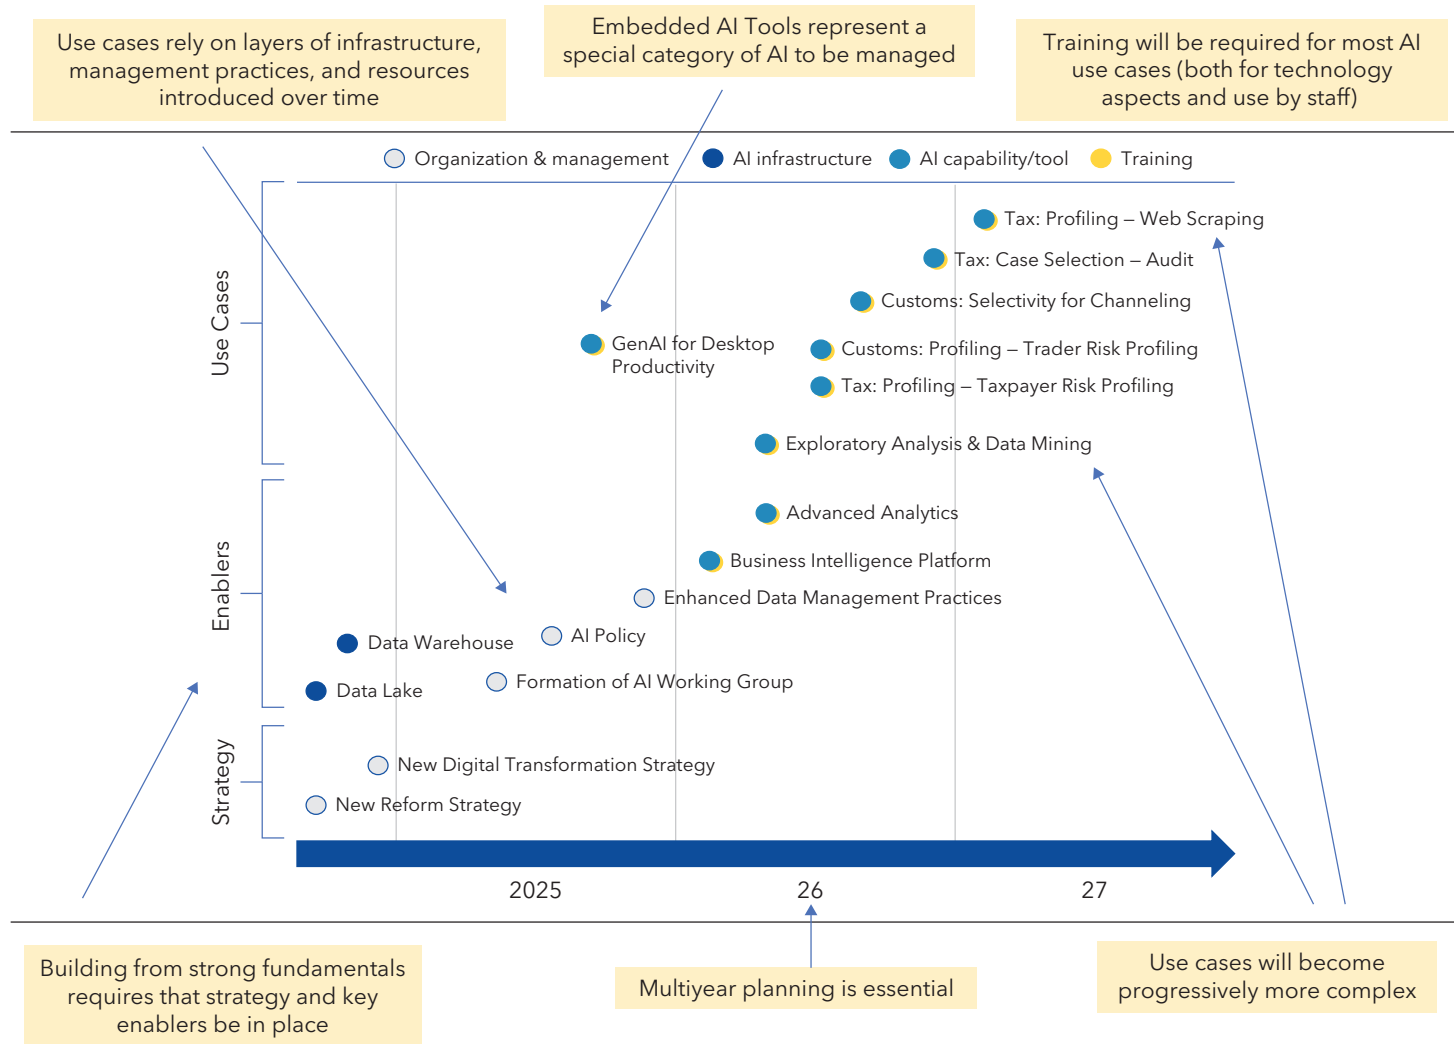 Use cases rely on layers of infrastructure,
management practices, and resources
introduced over time
Embedded AI Tools represent a
special category of AI to be managed
Training will be required for most AI
use cases (both for technology
aspects and use by staff)
Organization & management
AI infrastructure
AI capability/tool
Training
Use Cases
Tax: Profiling – Web Scraping
Tax: Case Selection – Audit
Customs: Selectivity for Channeling
GenAI for Desktop
Productivity
Customs: Profiling – Trader Risk Profiling
Tax: Profiling – Taxpayer Risk Profiling
Exploratory Analysis & Data Mining
Enablers
Advanced Analytics
Business Intelligence Platform
Enhanced Data Management Practices
AI Policy
Data Warehouse
Formation of AI Working Group
Data Lake
Strategy
New Digital Transformation Strategy
New Reform Strategy
2025
26
27
Building from strong fundamentals
requires that strategy and key
enablers be in place
Multiyear planning is essential
Use cases will become
progressively more complex